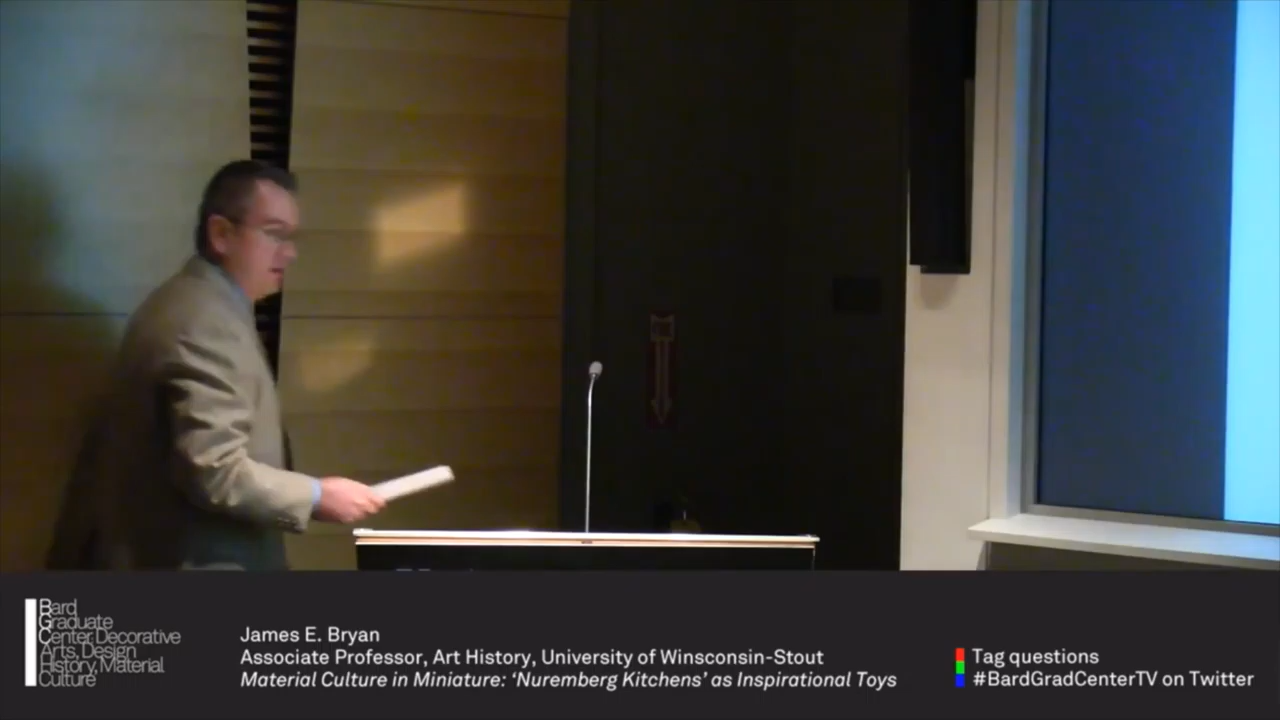 Bard
Graduate
Center Decorative
Arts, Design
History, Material
Culture
James E. Bryan
Associate Professor, Art History, University of Winsconsin-Stout
Material Culture in Miniature: ‘Nuremberg Kitchens’ as Inspirational Toys
Tag questions
#BardGradCenterTV on Twitter